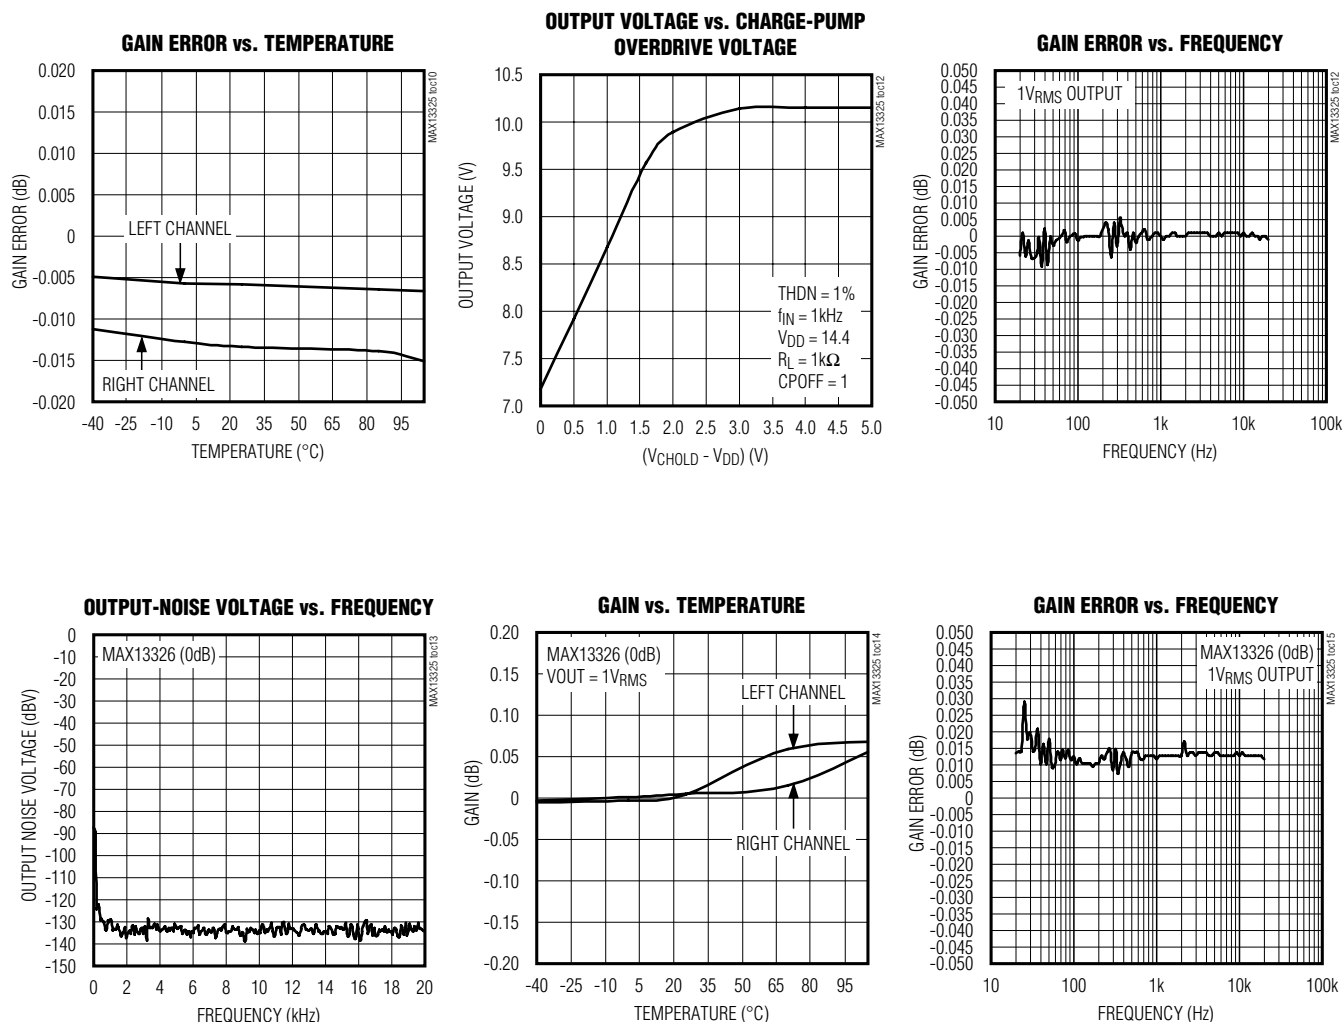 GAIN ERROR vs. TEMPERATURE
MAX13325 toc10
GAIN ERROR (dB)
0.020
0.015
0.010
0.005
0
-0.005
-0.010
-0.015
-0.020
LEFT CHANNEL
RIGHT CHANNEL
-40 -25 -10 5 20 35 50 65 80 95
TEMPERATURE (°C)
OUTPUT VOLTAGE vs. CHARGE-PUMP
OVERDRIVE VOLTAGE
MAX13325 toc12
OUTPUT VOLTAGE (V)
10.5
10.0
9.5
9.0
8.5
8.0
7.5
7.0
THDN = 1%
fIN = 1kHz
VDD = 14.4
RL = 1kΩ
CPOFF = 1
0 0.5 1.0 1.5 2.0 2.5 3.0 3.5 4.0 4.5 5.0
(VCHOLD - VDD) (V)
GAIN ERROR vs. FREQUENCY
MAX13325 toc12
GAIN ERROR (dB)
0.050
0.045
0.040
0.035
0.030
0.025
0.020
0.015
0.010
0.005
0
-0.005
-0.010
-0.015
-0.020
-0.025
-0.030
-0.035
-0.040
-0.045
-0.050
1VRMS OUTPUT
10 100 1k 10k 100k
FREQUENCY (Hz)
OUTPUT-NOISE VOLTAGE vs. FREQUENCY
MAX13325 toc13
OUTPUT NOISE VOLTAGE (dBV)
0
-10
-20
-30
-40
-50
-60
-70
-80
-90
-100
-110
-120
-130
-140
-150
MAX13326 (0dB)
0 2 4 6 8 10 12 14 16 18 20
FREQUENCY (kHz)
GAIN vs. TEMPERATURE
MAX13325 toc14
GAIN (dB)
0.20
0.15
0.10
0.05
0
-0.05
-0.10
-0.15
-0.20
MAX13326 (0dB)
VOUT = 1VRMS
LEFT CHANNEL
RIGHT CHANNEL
-40 -25 -10 5 20 35 50 65 80 95
TEMPERATURE (°C)
GAIN ERROR vs. FREQUENCY
MAX13325 toc15
GAIN ERROR (dB)
0.050
0.045
0.040
0.035
0.030
0.025
0.020
0.015
0.010
0.005
0
-0.005
-0.010
-0.015
-0.020
-0.025
-0.030
-0.035
-0.040
-0.045
-0.050
MAX13326 (0dB)
1VRMS OUTPUT
10 100 1k 10k 100k
FREQUENCY (Hz)